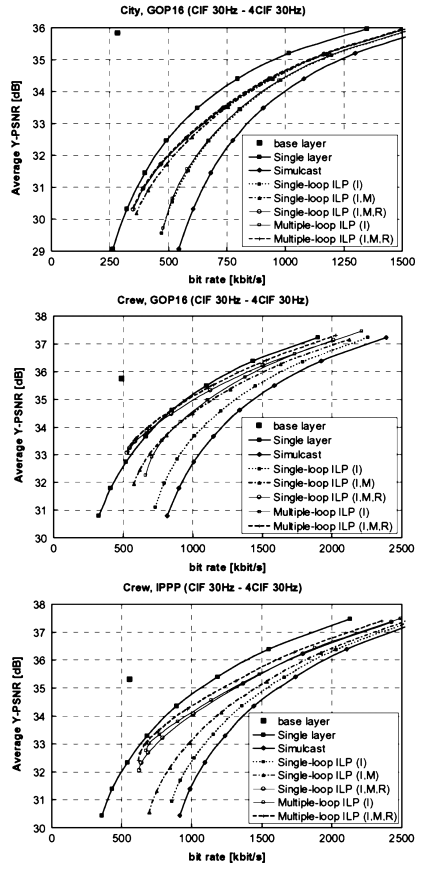 City, GOP16 (CIF 30Hz - 4CIF 30Hz)
36
35
34
33
32
31
30
29
Average Y-PSNR [dB]
base layer
Single layer
Simulcast
Single-loop ILP (I)
Single-loop ILP (I,M)
Single-loop ILP (I,M,R)
Multiple-loop ILP (I)
Multiple-loop ILP (I,M,R)
0 250 500 750 1000 1250 1500
bit rate [kbit/s]
Crew, GOP16 (CIF 30Hz - 4CIF 30Hz)
38
37
36
35
34
33
32
31
30
Average Y-PSNR [dB]
base layer
Single layer
Simulcast
Single-loop ILP (I)
Single-loop ILP (I,M)
Single-loop ILP (I,M,R)
Multiple-loop ILP (I)
Multiple-loop ILP (I,M,R)
0 500 1000 1500 2000 2500
bit rate [kbit/s]
Crew, IPPP (CIF 30Hz - 4CIF 30Hz)
38
37
36
35
34
33
32
31
30
Average Y-PSNR [dB]
base layer
Single layer
Simulcast
Single-loop ILP (I)
Single-loop ILP (I,M)
Single-loop ILP (I,M,R)
Multiple-loop ILP (I)
Multiple-loop ILP (I,M,R)
0 500 1000 1500 2000 2500
bit rate [kbit/s]